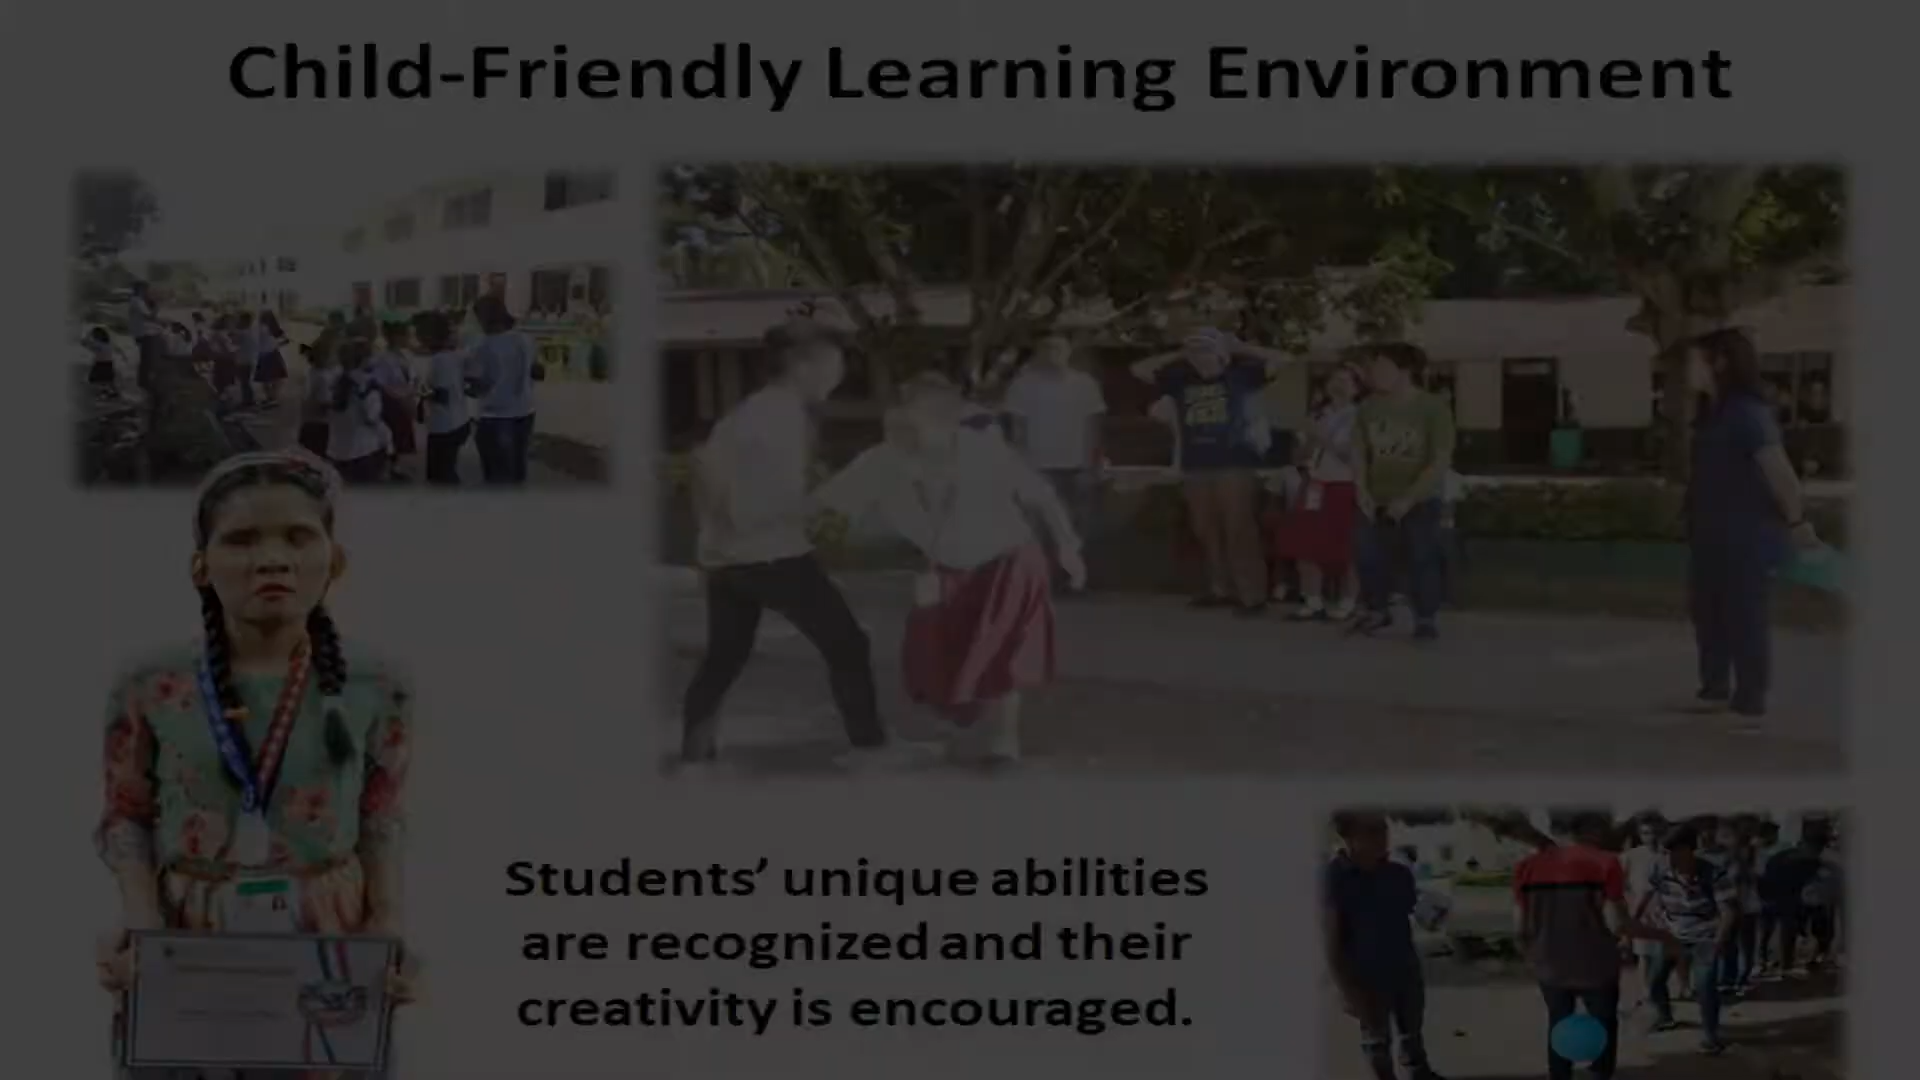 Child-Friendly Learning Environment
Students’ unique abilities
are recognized and their
creativity is encouraged.